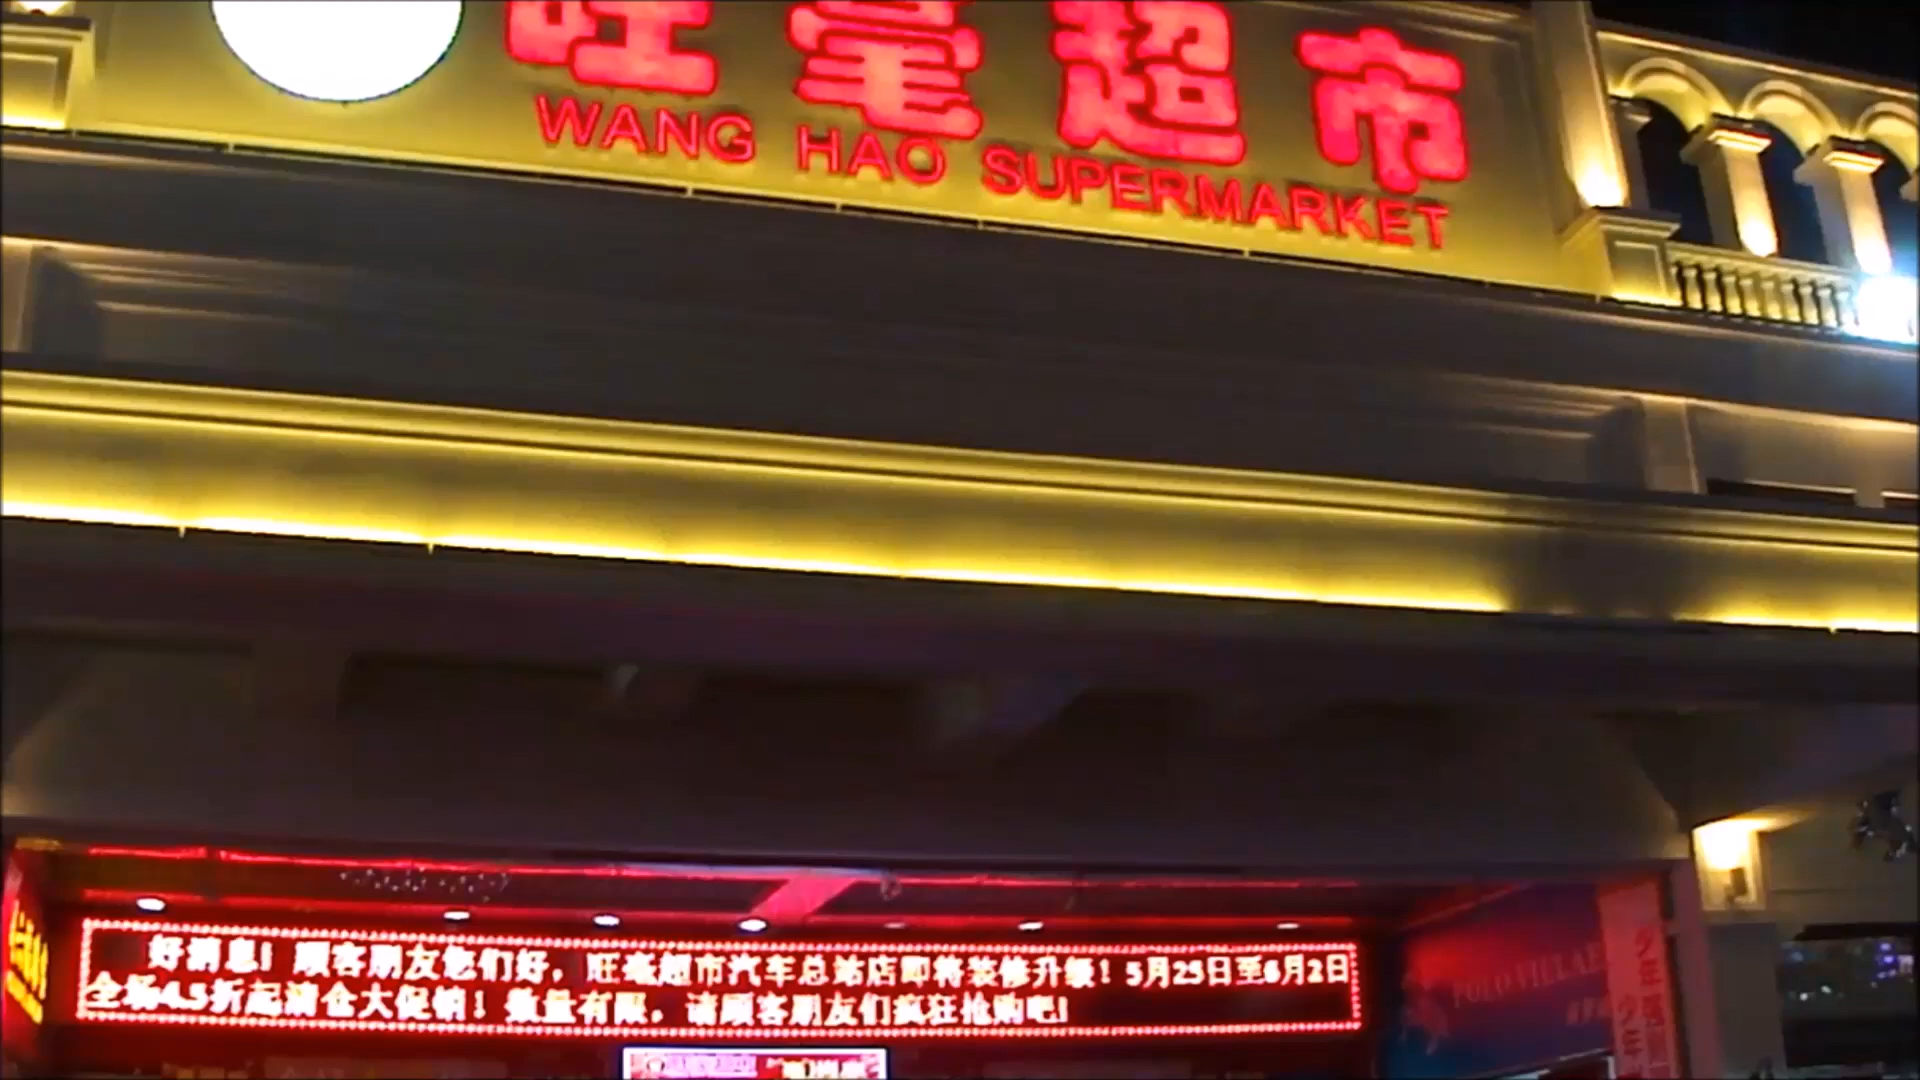 旺毫超市
WANG HAO SUPERMARKET
好消息！顾客朋友您们好，旺毫超市汽车总站店即将装修升级！5月25日至6月2日
全场4.5折起清仓大促销！数量有限，请顾客朋友们疯狂抢购吧！
POLO VILLAE